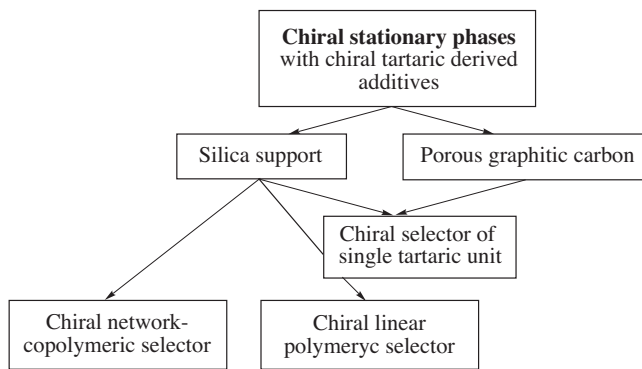 Chiral stationary phases
with chiral tartaric derived
additives
Silica support
Porous graphitic carbon
Chiral selector of
single tartaric unit
Chiral network-
copolymeric selector
Chiral linear
polymeryc selector